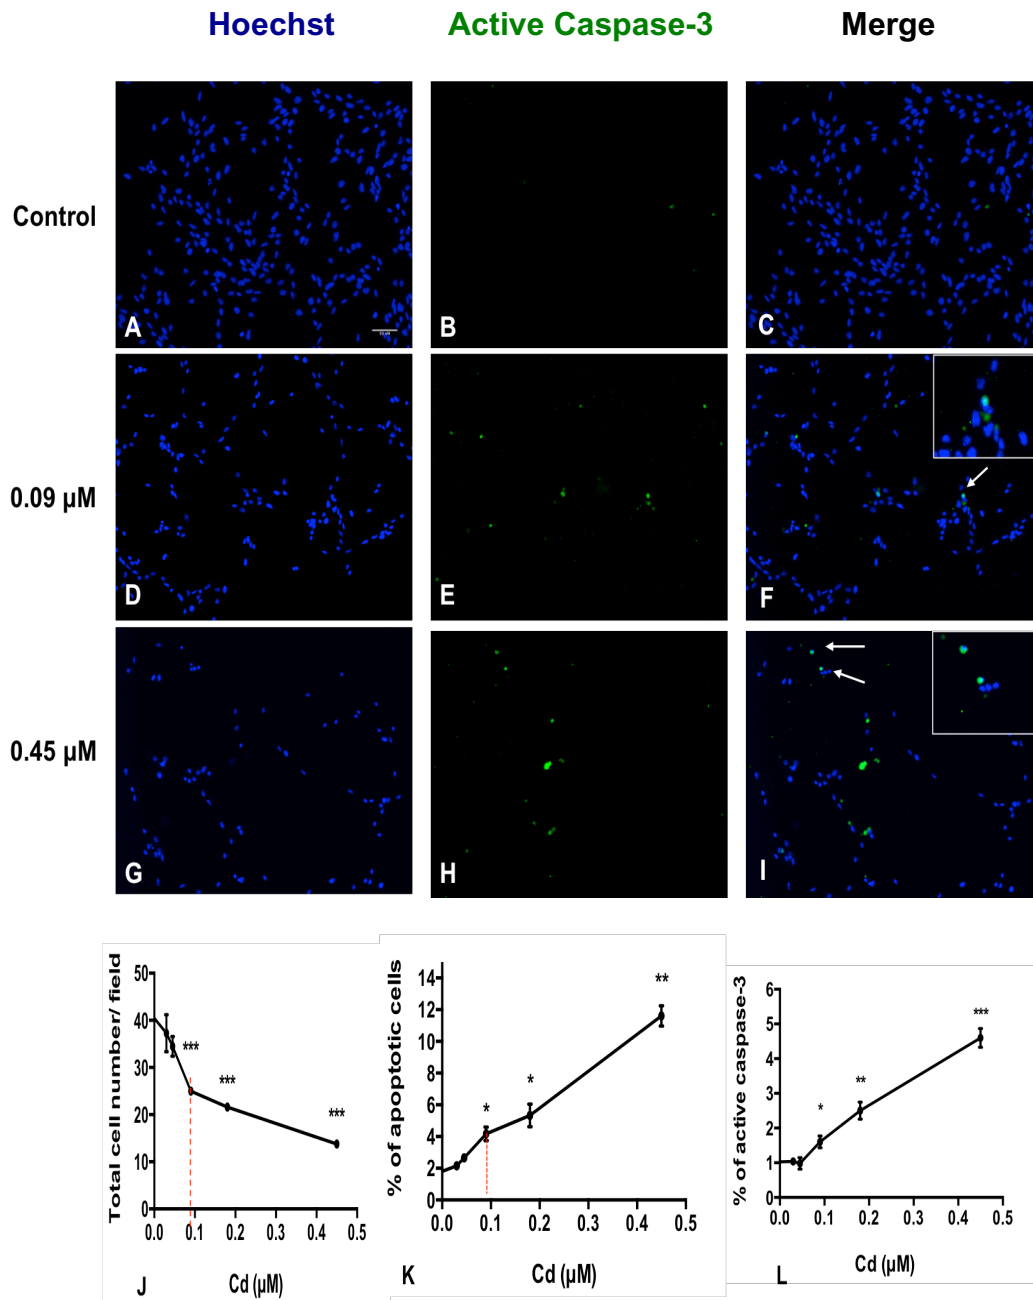 Hoechst Active Caspase-3 Merge
Control
A B C
0.09 µM
D E F
0.45 µM
G H I
Total cell number/ field
50
40
30
20
10
0
***
***
***
0.0 0.1 0.2 0.3 0.4 0.5
Cd (µM)
J
% of apoptotic cells
14
12
10
8
6
4
2
0
*
*
**
0.0 0.1 0.2 0.3 0.4 0.5
Cd (µM)
K
% of active caspase-3
6
5
4
3
2
1
0
*
**
***
0.0 0.1 0.2 0.3 0.4 0.5
Cd (µM)
L